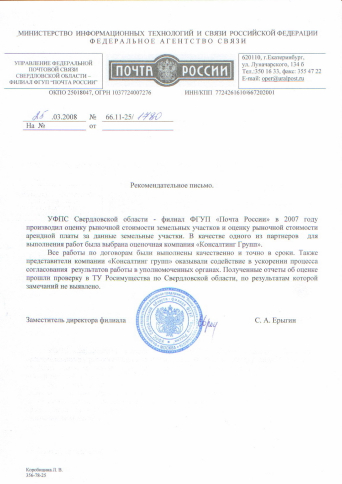 МИНИСТЕРСТВО ИНФОРМАЦИОННЫХ ТЕХНОЛОГИЙ И СВЯЗИ РОССИЙСКОЙ ФЕДЕРАЦИИ
ФЕДЕРАЛЬНОЕ АГЕНТСТВО СВЯЗИ
УПРАВЛЕНИЕ ФЕДЕРАЛЬНОЙ
ПОЧТОВОЙ СВЯЗИ
СВЕРДЛОВСКОЙ ОБЛАСТИ –
ФИЛИАЛ ФГУП "ПОЧТА РОССИИ"
ПОЧТА РОССИИ
620110, г.Екатеринбург,
ул. Луначарского, 134 б
Тел.:350 16 33, факс: 355 47 22
E-mail: oper@uralpost.ru
ОКПО 25018047, ОГРН 1037724007276 ИНН/КПП 7724261610/667202001
25 .03.2008 № 66.11-25/
На № от
Рекомендательное письмо.
УФПС Свердловской области - филиал ФГУП «Почта России» в 2007 году
производил оценку рыночной стоимости земельных участков и оценку рыночной стоимости
арендной платы за данные земельные участки. В качестве одного из партнеров для
выполнения работ была выбрана оценочная компания «Консалтинг Групп».
Все работы по договорам были выполнены качественно и точно в сроки. Также
представители компании «Консалтинг групп» оказывали содействие в ускорении процесса
согласования результатов работы в уполномоченных органах. Полученные отчеты об оценке
прошли проверку в ТУ Росимущества по Свердловской области, по результатам которой
замечаний не выявлено.
Заместитель директора филиала С. А. Ерыгин
Коробицына Л. В.
356-78-25